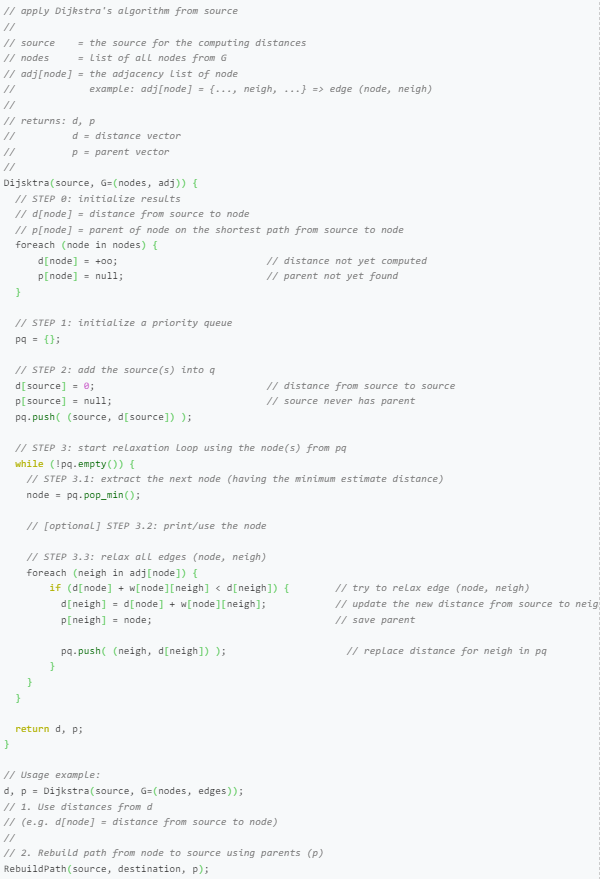 // apply Dijkstra's algorithm from source
//
// source    = the source for the computing distances
// nodes     = list of all nodes from G
// adj[node] = the adjacency list of node
//             example: adj[node] = {..., neigh, ...} => edge (node, neigh)
//
// returns: d, p
//          d = distance vector
//          p = parent vector
//
Dijsktra(source, G=(nodes, adj)) {
  // STEP 0: initialize results
  // d[node] = distance from source to node
  // p[node] = parent of node on the shortest path from source to node
  foreach (node in nodes) {
      d[node] = +oo;                          // distance not yet computed
      p[node] = null;                         // parent not yet found
  }

  // STEP 1: initialize a priority queue
  pq = {};

  // STEP 2: add the source(s) into q
  d[source] = 0;                              // distance from source to source
  p[source] = null;                           // source never has parent
  pq.push( (source, d[source]) );

  // STEP 3: start relaxation loop using the node(s) from pq
  while (!pq.empty()) {
    // STEP 3.1: extract the next node (having the minimum estimate distance)
    node = pq.pop_min();

    // [optional] STEP 3.2: print/use the node

    // STEP 3.3: relax all edges (node, neigh)
    foreach (neigh in adj[node]) {
        if (d[node] + w[node][neigh] < d[neigh]) {        // try to relax edge (node, neigh)
          d[neigh] = d[node] + w[node][neigh];            // update the new distance from source to neig
          p[neigh] = node;                                // save parent

          pq.push( (neigh, d[neigh]) );                     // replace distance for neigh in pq
        }
    }
  }

  return d, p;
}

// Usage example:
d, p = Dijkstra(source, G=(nodes, edges));
// 1. Use distances from d
// (e.g. d[node] = distance from source to node)
//
// 2. Rebuild path from node to source using parents (p)
RebuildPath(source, destination, p);